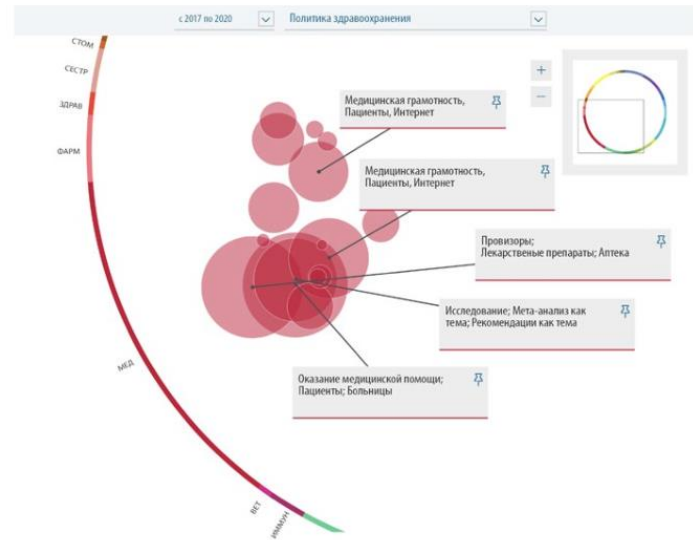 с 2017 по 2020
Политика здравоохранения
СТОМ
СЕСТР
ЗДРАВ
ФАРМ
МЕД
ВЕТ
ИММУН
+
−
Медицинская грамотность,
Пациенты, Интернет
Медицинская грамотность,
Пациенты, Интернет
Провизоры;
Лекарственые препараты; Аптека
Исследование; Мета-анализ как
тема; Рекомендации как тема
Оказание медицинской помощи;
Пациенты; Больницы